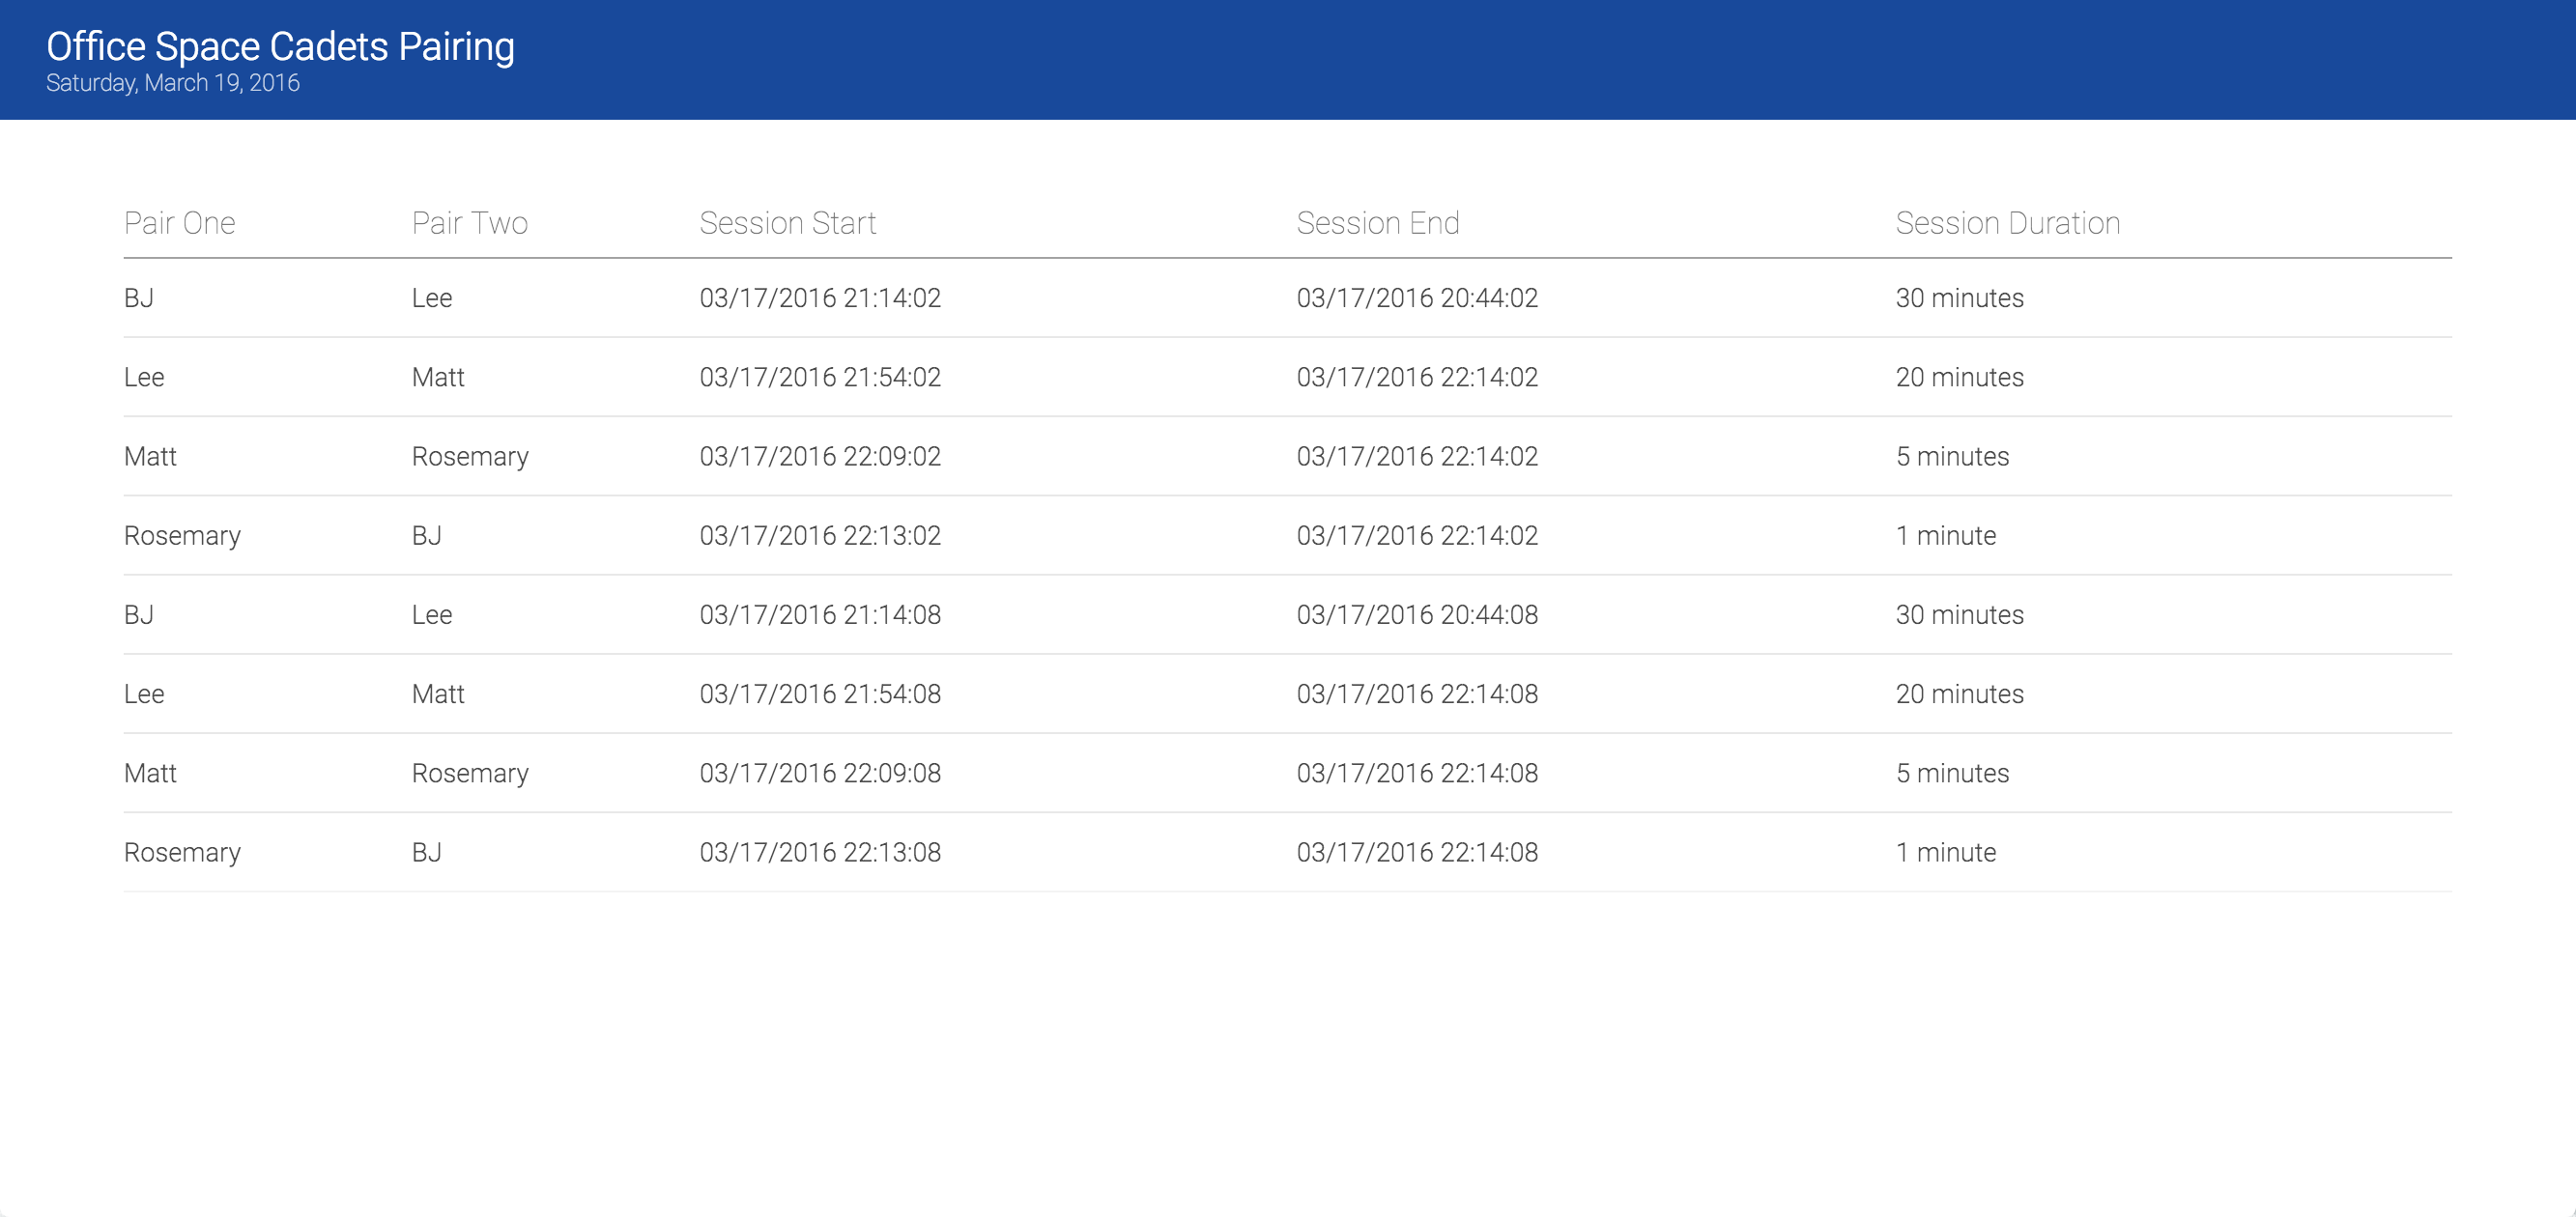 Office Space Cadets Pairing
Saturday, March 19, 2016
Pair One Pair Two Session Start Session End Session Duration
BJ Lee 03/17/2016 21:14:02 03/17/2016 20:44:02 30 minutes
Lee Matt 03/17/2016 21:54:02 03/17/2016 22:14:02 20 minutes
Matt Rosemary 03/17/2016 22:09:02 03/17/2016 22:14:02 5 minutes
Rosemary BJ 03/17/2016 22:13:02 03/17/2016 22:14:02 1 minute
BJ Lee 03/17/2016 21:14:08 03/17/2016 20:44:08 30 minutes
Lee Matt 03/17/2016 21:54:08 03/17/2016 22:14:08 20 minutes
Matt Rosemary 03/17/2016 22:09:08 03/17/2016 22:14:08 5 minutes
Rosemary BJ 03/17/2016 22:13:08 03/17/2016 22:14:08 1 minute